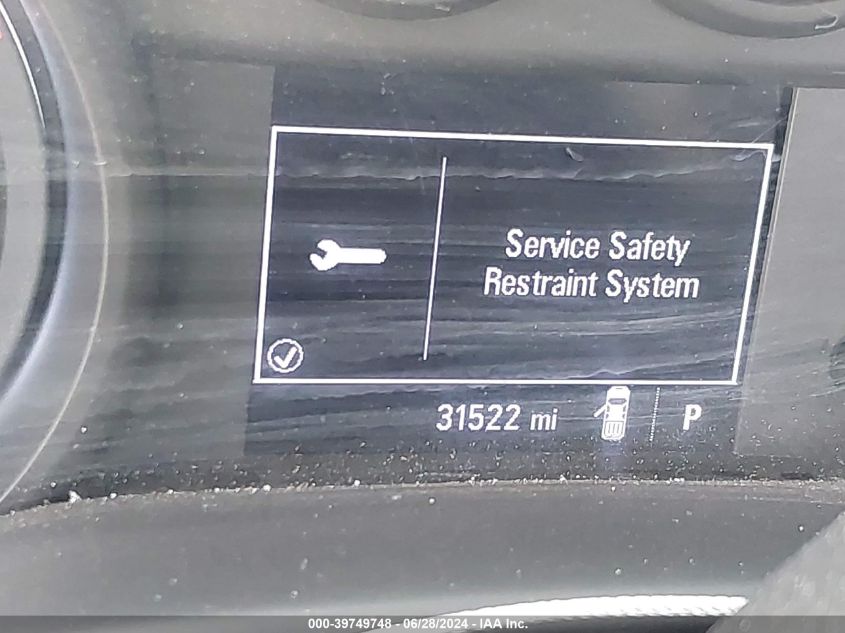 Service Safety
Restraint System
31522 mi P
000-39749748 - 06/28/2024 - IAA Inc.